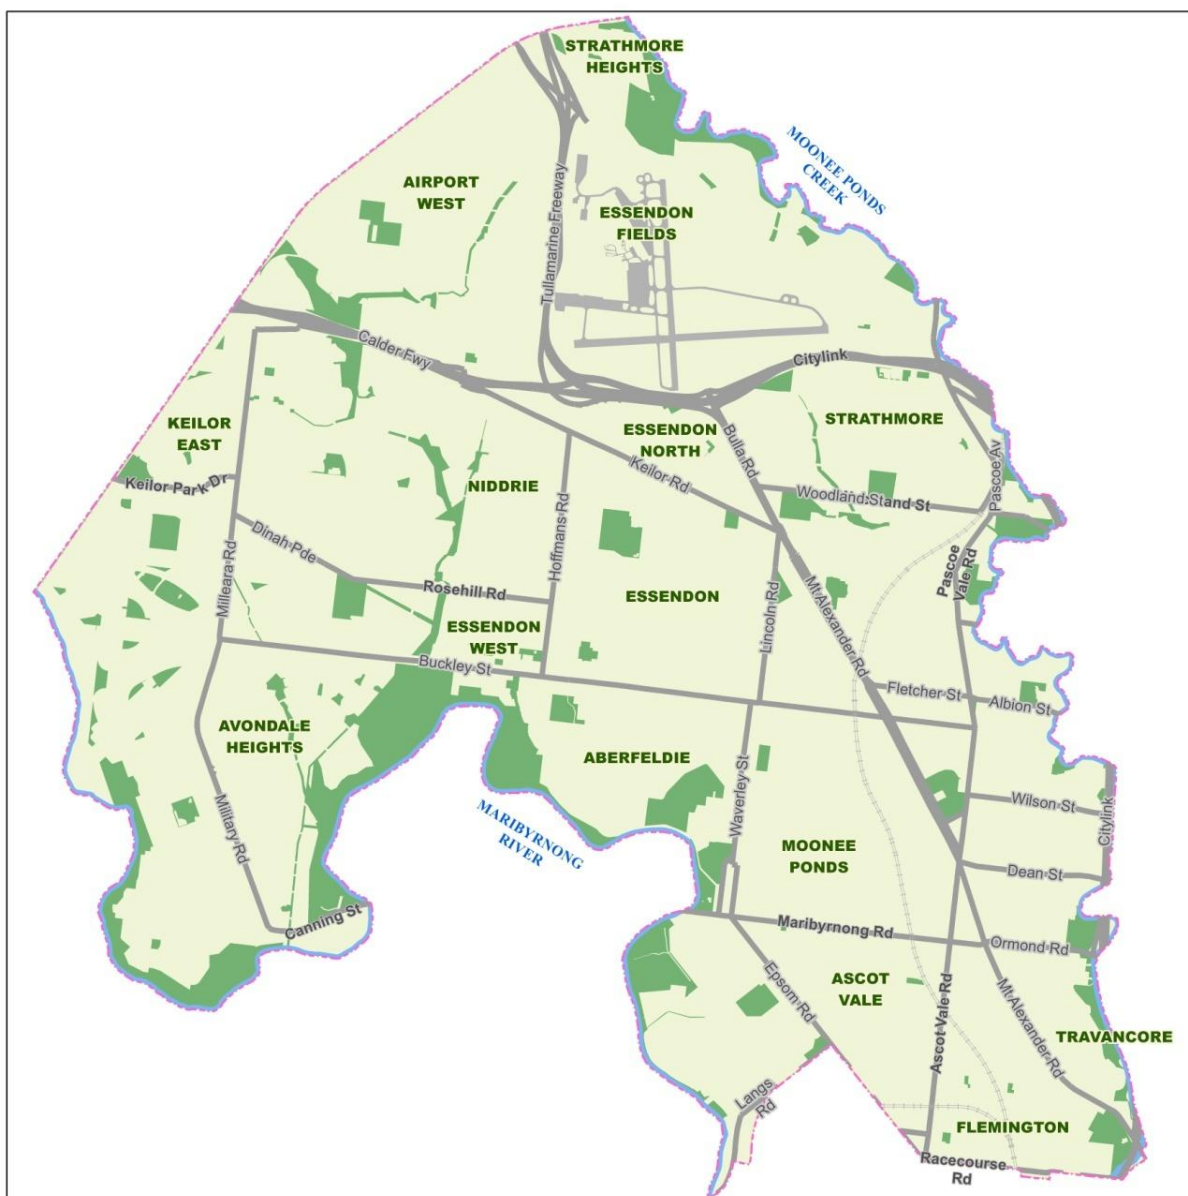 STRATHMORE
HEIGHTS
MOONEE PONDS
CREEK
AIRPORT
WEST
Tullamarine Freeway
ESSENDON
FIELDS
Calder Fwy
Citylink
KEILOR
EAST
ESSENDON
NORTH
STRATHMORE
Bulla Rd
Keilor Rd
Pascoe Av
Keilor Park Dr
NIDDRIE
Woodland St
and St
Hoffmans Rd
Dinah Pde
Milleara Rd
Pascoe
Vale Rd
Rosehill Rd
ESSENDON
Lincoln Rd
Mt Alexander Rd
ESSENDON
WEST
Buckley St
Fletcher St
Albion St
AVONDALE
HEIGHTS
ABERFELDIE
Waverley St
Wilson St
Citylink
MARIBYRNONG
RIVER
Military Rd
MOONEE
PONDS
Dean St
Canning St
Maribyrnong Rd
Ormond Rd
Epsom Rd
ASCOT
VALE
Ascot Vale Rd
Mt Alexander Rd
TRAVANCORE
Langs
Rd
FLEMINGTON
Racecourse
Rd